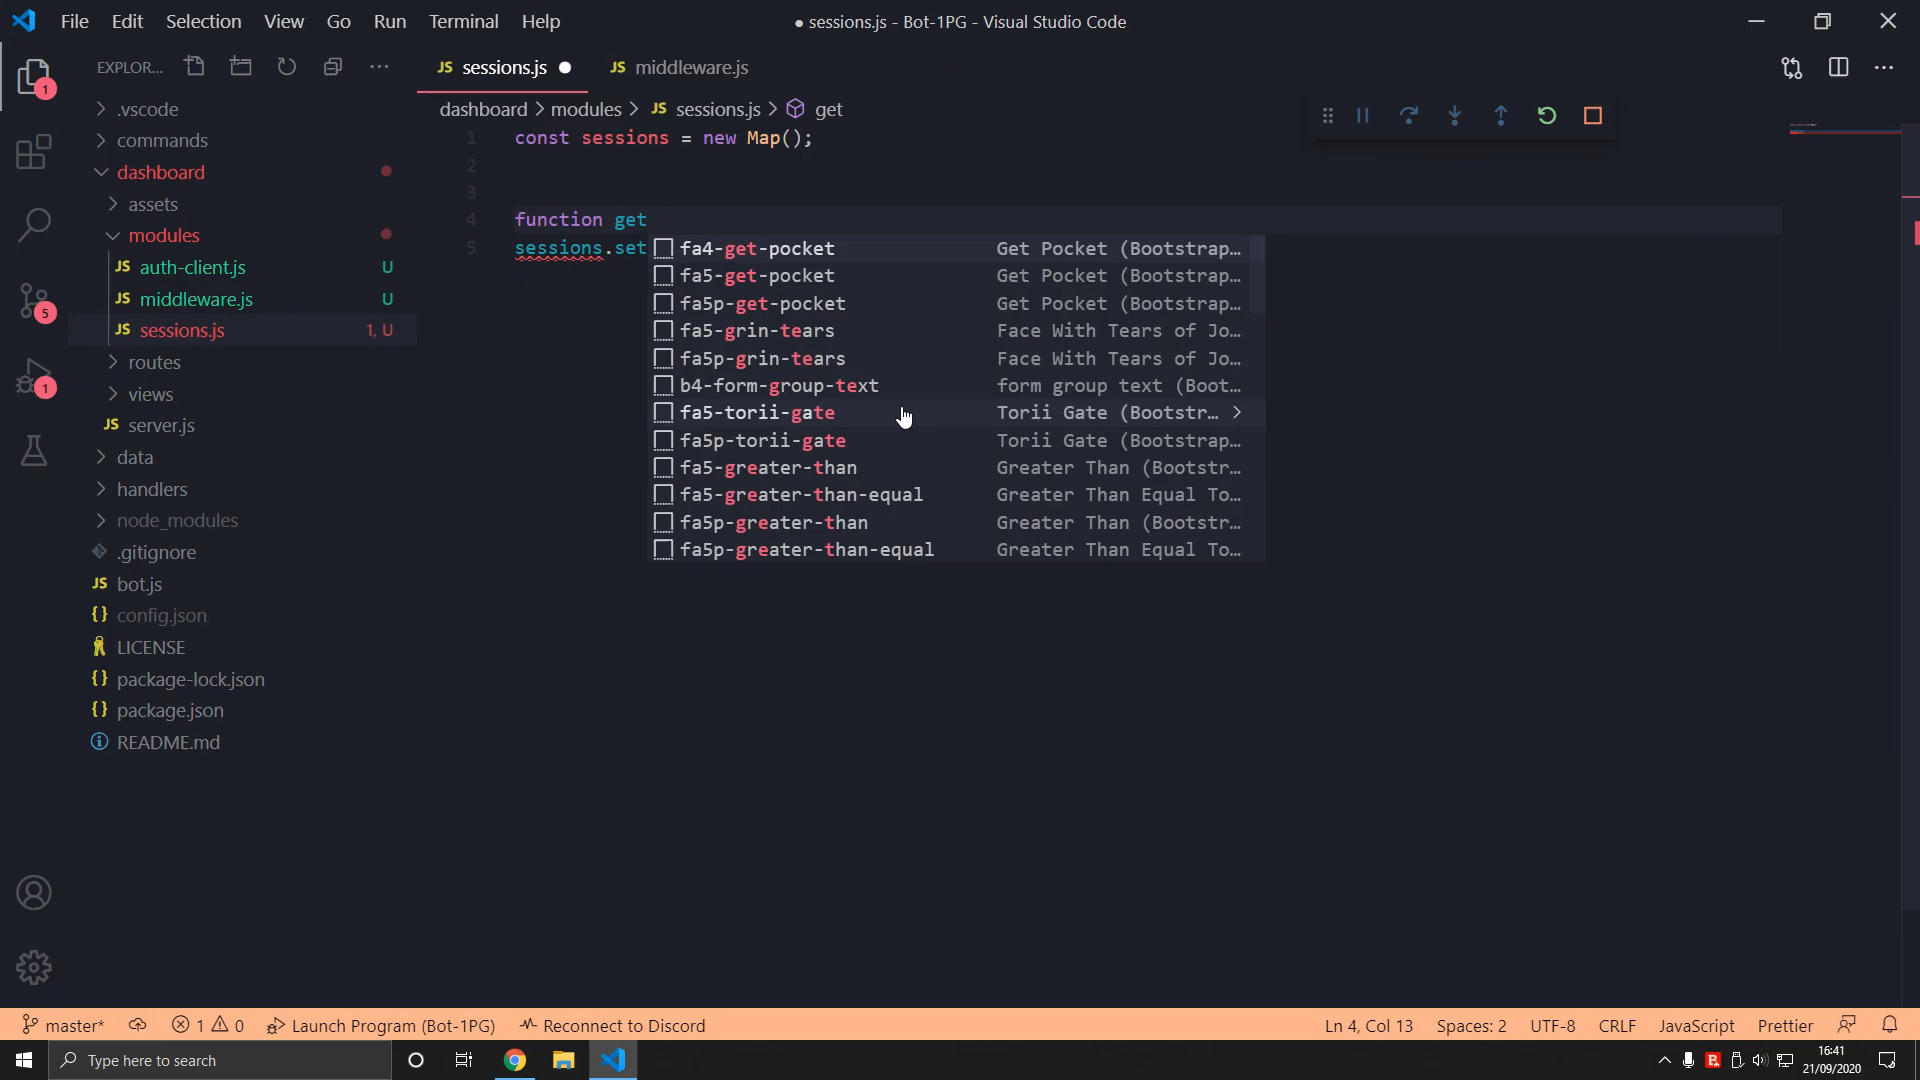 File Edit Selection View Go Run Terminal Help
● sessions.js - Bot-1PG - Visual Studio Code
EXPLOR...
1
5
1
.vscode
commands
dashboard
assets
modules
JS auth-client.js U
JS middleware.js U
JS sessions.js 1, U
routes
views
JS server.js
data
handlers
node_modules
.gitignore
JS bot.js
{} config.json
LICENSE
{} package-lock.json
{} package.json
README.md
JS sessions.js ●
JS middleware.js
dashboard > modules > JS sessions.js > get
1 const sessions = new Map();
2
3
4 function get
5 sessions.set
fa4-get-pocket Get Pocket (Bootstrap…
fa5-get-pocket Get Pocket (Bootstrap…
fa5p-get-pocket Get Pocket (Bootstrap…
fa5-grin-tears Face With Tears of Jo…
fa5p-grin-tears Face With Tears of Jo…
b4-form-group-text form group text (Boot…
fa5-torii-gate Torii Gate (Bootstr… >
fa5p-torii-gate Torii Gate (Bootstrap…
fa5-greater-than Greater Than (Bootstr…
fa5-greater-than-equal Greater Than Equal To…
fa5p-greater-than Greater Than (Bootstr…
fa5p-greater-than-equal Greater Than Equal To…
master* 1 0 Launch Program (Bot-1PG) Reconnect to Discord
Ln 4, Col 13 Spaces: 2 UTF-8 CRLF JavaScript Prettier
Type here to search
16:41
21/09/2020